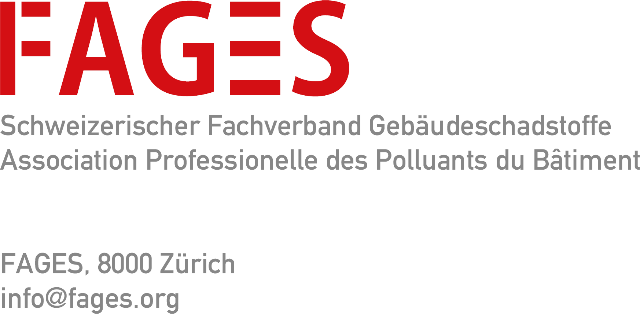 FAGES
Schweizerischer Fachverband Gebäudeschadstoffe
Association Professionelle des Polluants du Bâtiment
FAGES, 8000 Zürich
info@fages.org